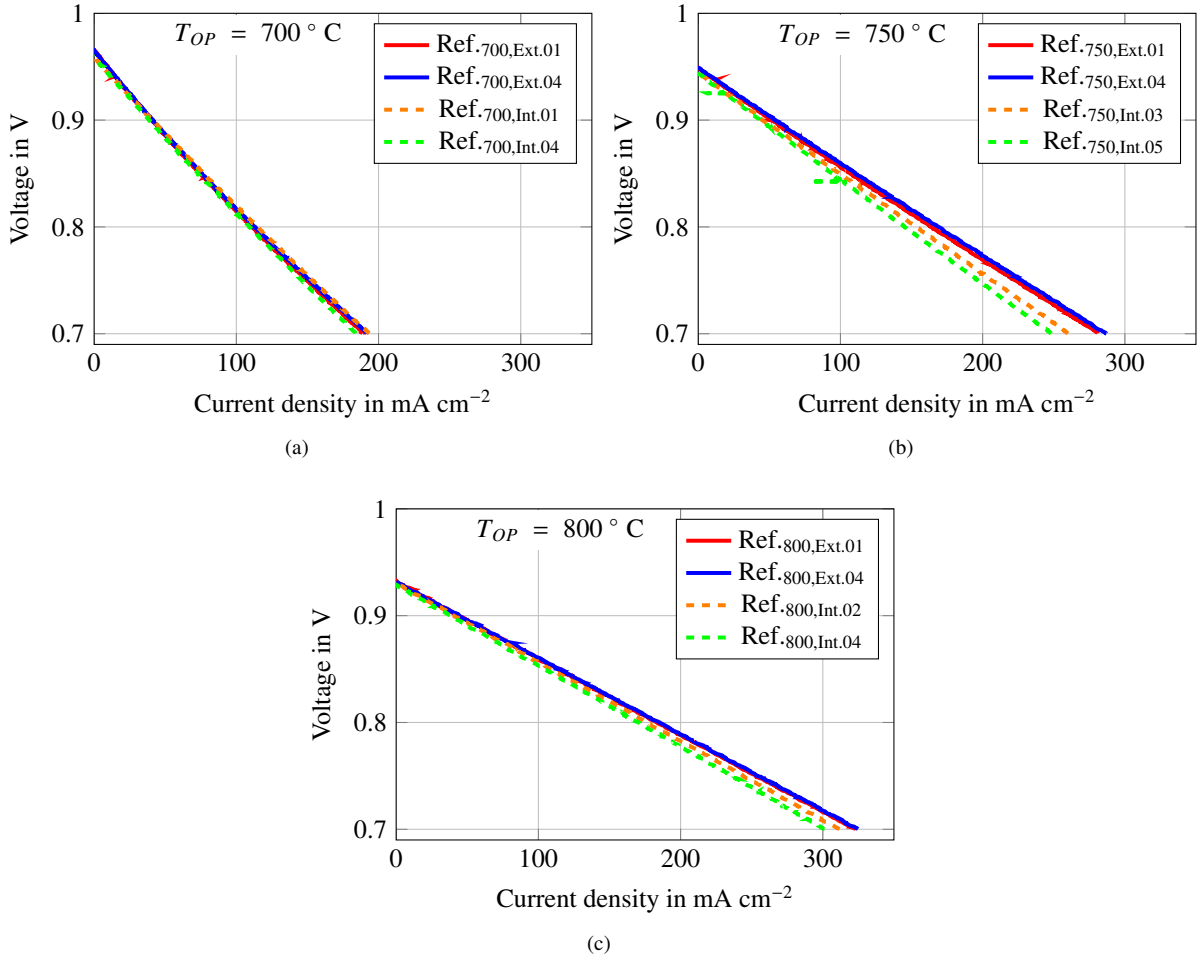 T_OP = 700 ° C
Ref.700,Ext.01
Ref.700,Ext.04
Ref.700,Int.01
Ref.700,Int.04
1
0.9
0.8
0.7
Voltage in V
0 100 200 300
Current density in mA cm⁻²
(a)
T_OP = 750 ° C
Ref.750,Ext.01
Ref.750,Ext.04
Ref.750,Int.03
Ref.750,Int.05
1
0.9
0.8
0.7
Voltage in V
0 100 200 300
Current density in mA cm⁻²
(b)
T_OP = 800 ° C
Ref.800,Ext.01
Ref.800,Ext.04
Ref.800,Int.02
Ref.800,Int.04
1
0.9
0.8
0.7
Voltage in V
0 100 200 300
Current density in mA cm⁻²
(c)